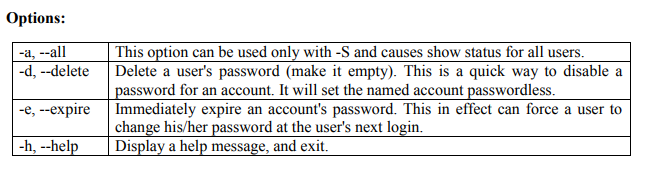 Options:
-a, --all This option can be used only with -S and causes show status for all users.
-d, --delete Delete a user's password (make it empty). This is a quick way to disable a
password for an account. It will set the named account passwordless.
-e, --expire Immediately expire an account's password. This in effect can force a user to
change his/her password at the user's next login.
-h, --help Display a help message, and exit.